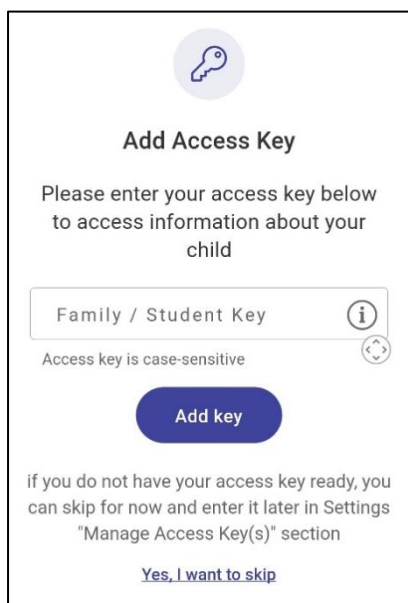 Add Access Key
Please enter your access key below
to access information about your
child
Family / Student Key
Access key is case-sensitive
Add key
if you do not have your access key ready, you
can skip for now and enter it later in Settings
"Manage Access Key(s)" section
Yes, I want to skip